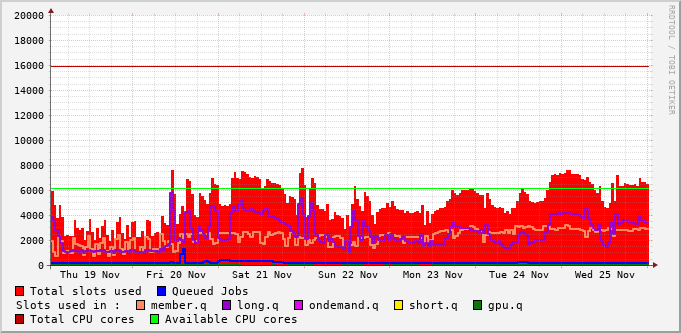 20000
18000
16000
14000
12000
10000
8000
6000
4000
2000
0
Thu 19 Nov Fri 20 Nov Sat 21 Nov Sun 22 Nov Mon 23 Nov Tue 24 Nov Wed 25 Nov
Total slots used Queued Jobs
Slots used in : member.q long.q ondemand.q short.q gpu.q
Total CPU cores Available CPU cores
RRDTOOL / TOBI OETIKER